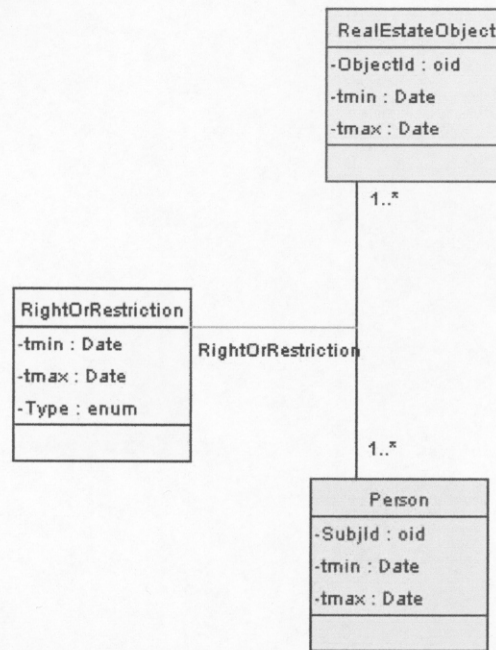 RealEstateObject
-ObjectId : oid
-tmin : Date
-tmax : Date
1..*
RightOrRestriction
-tmin : Date
-tmax : Date
-Type : enum
RightOrRestriction
1..*
Person
-SubjId : oid
-tmin : Date
-tmax : Date